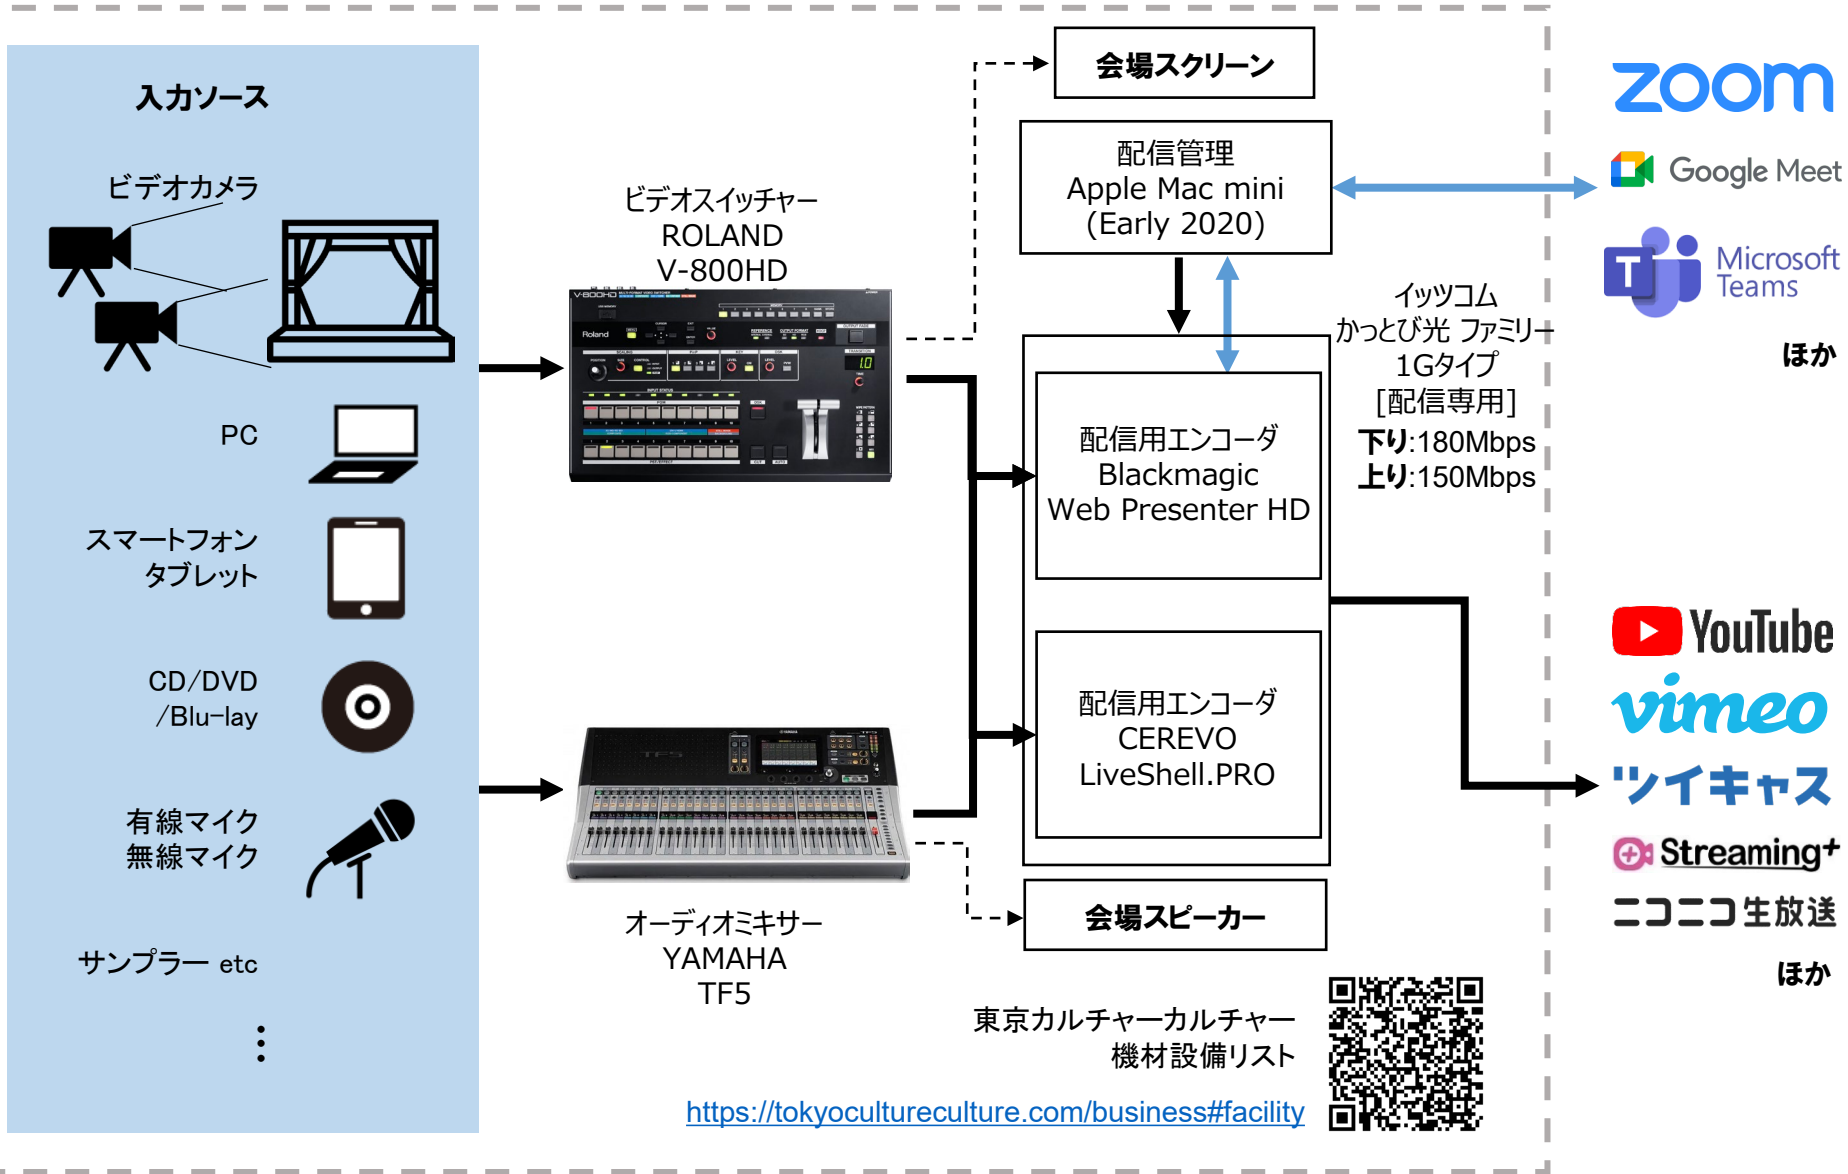 入力ソース
ビデオカメラ
PC
スマートフォン
タブレット
CD/DVD
/Blu-lay
有線マイク
無線マイク
サンプラー etc
⋮
ビデオスイッチャー
ROLAND
V-800HD
V-800HD
Roland
オーディオミキサー
YAMAHA
TF5
会場スクリーン
配信管理
Apple Mac mini
(Early 2020)
配信用エンコーダ
Blackmagic
Web Presenter HD
配信用エンコーダ
CEREVO
LiveShell.PRO
会場スピーカー
イッツコム
かっとび光 ファミリー
1Gタイプ
[配信専用]
下り:180Mbps
上り:150Mbps
zoom
Google Meet
Microsoft
Teams
ほか
YouTube
vimeo
ツイキャス
Streaming+
ニコニコ生放送
ほか
東京カルチャーカルチャー
機材設備リスト
https://tokyocultureculture.com/business#facility